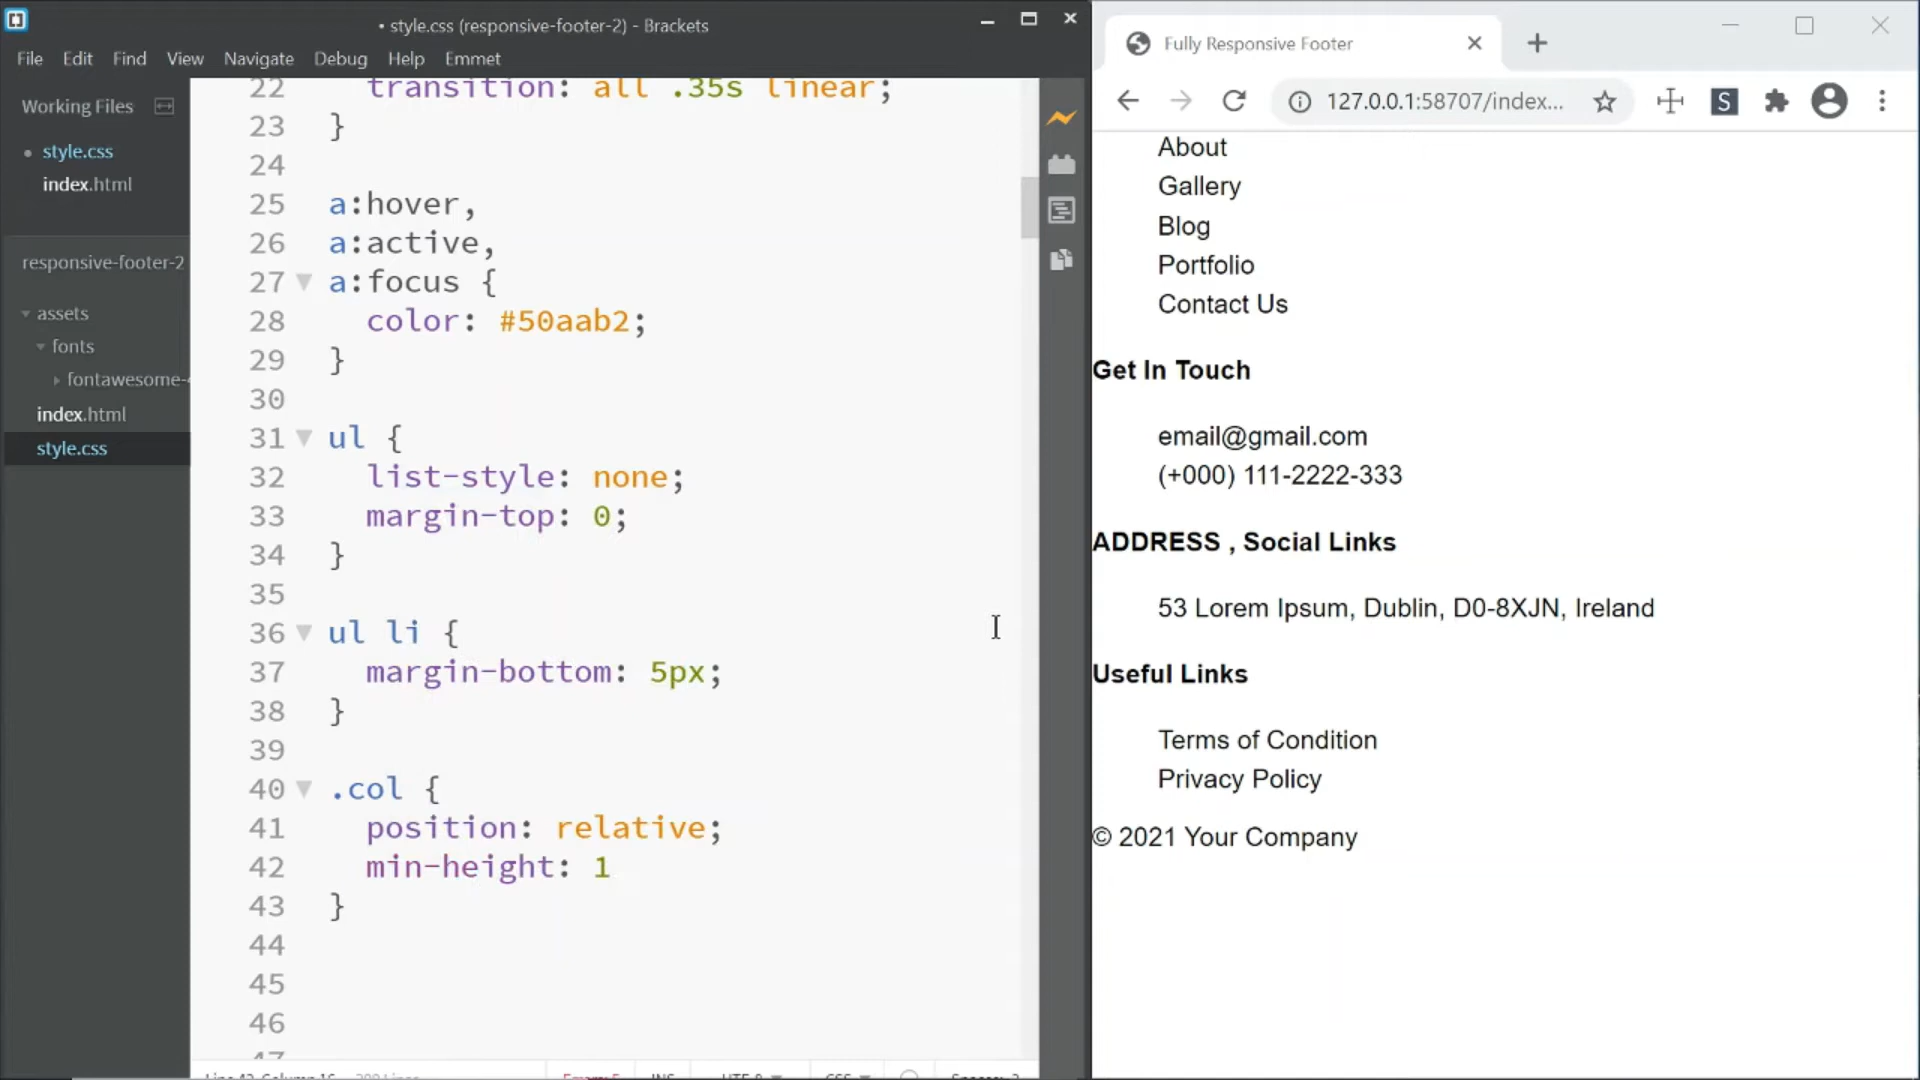 • style.css (responsive-footer-2) - Brackets
File Edit Find View Navigate Debug Help Emmet
Working Files
• style.css
index.html
responsive-footer-2
assets
fonts
fontawesome-
index.html
style.css
22 transition: all .35s linear;
23 }
24
25 a:hover,
26 a:active,
27 a:focus {
28 color: #50aab2;
29 }
30
31 ul {
32 list-style: none;
33 margin-top: 0;
34 }
35
36 ul li {
37 margin-bottom: 5px;
38 }
39
40 .col {
41 position: relative;
42 min-height: 1
43 }
44
45
46
47
Fully Responsive Footer
127.0.0.1:58707/index...
S
About
Gallery
Blog
Portfolio
Contact Us
Get In Touch
email@gmail.com
(+000) 111-2222-333
ADDRESS , Social Links
53 Lorem Ipsum, Dublin, D0-8XJN, Ireland
Useful Links
Terms of Condition
Privacy Policy
© 2021 Your Company